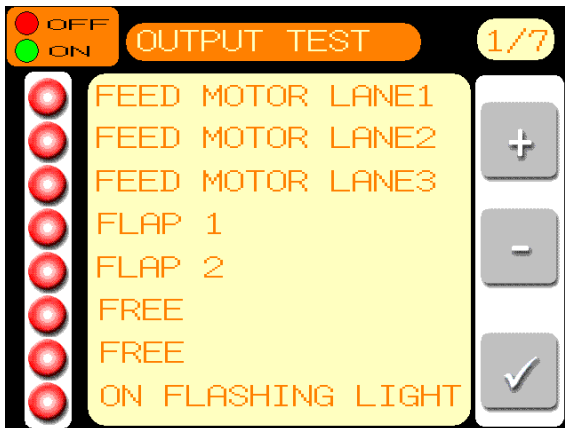 OFF
ON
OUTPUT TEST
1/7
FEED MOTOR LANE1
FEED MOTOR LANE2
FEED MOTOR LANE3
FLAP 1
FLAP 2
FREE
FREE
ON FLASHING LIGHT
+
-